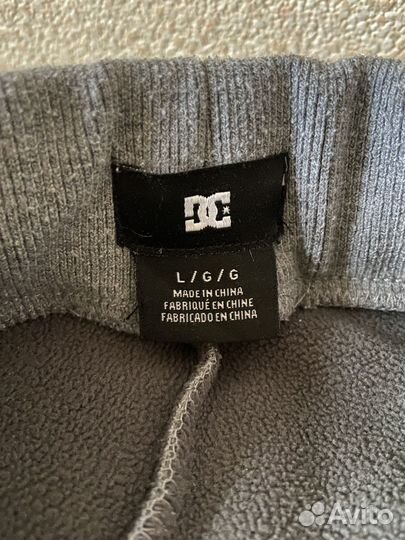 DC
L/G/G
MADE IN CHINA
FABRIQUÉ EN CHINE
FABRICADO EN CHINA
Avito